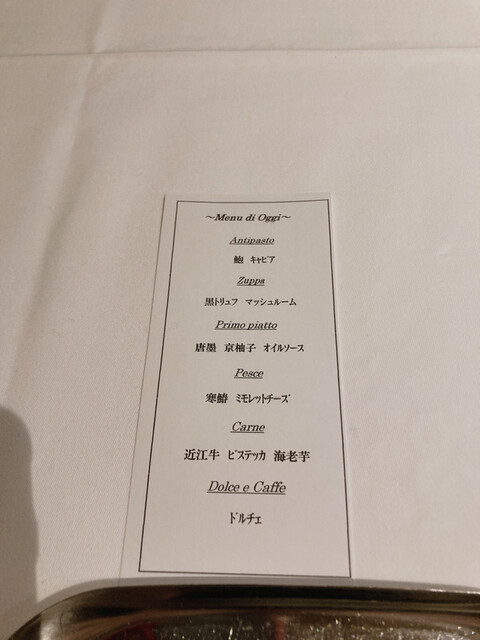 ～Menu di Oggi～
Antipasto
鮑 ｷｬﾋﾞｱ
Zuppa
黒トリュフ マッシュルーム
Primo piatto
唐墨 京柚子 オイルソース
Pesce
寒鰆 ﾐﾓﾚｯﾄﾁｰｽﾞ
Carne
近江牛 ﾋﾞｽﾃｯｶ 海老芋
Dolce e Caffe
ﾄﾞﾙﾁｪ